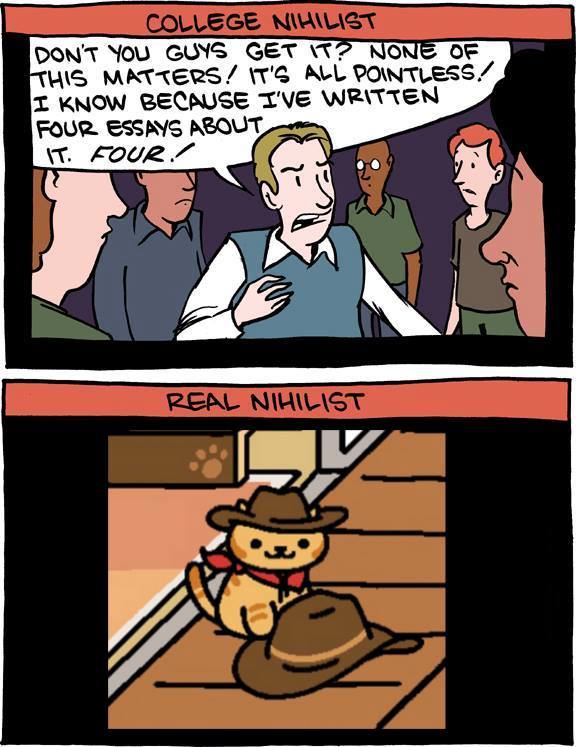 COLLEGE NIHILIST
DON'T YOU GUYS GET IT? NONE OF
THIS MATTERS! IT'S ALL POINTLESS!
I KNOW BECAUSE I'VE WRITTEN
FOUR ESSAYS ABOUT
IT. FOUR!
REAL NIHILIST